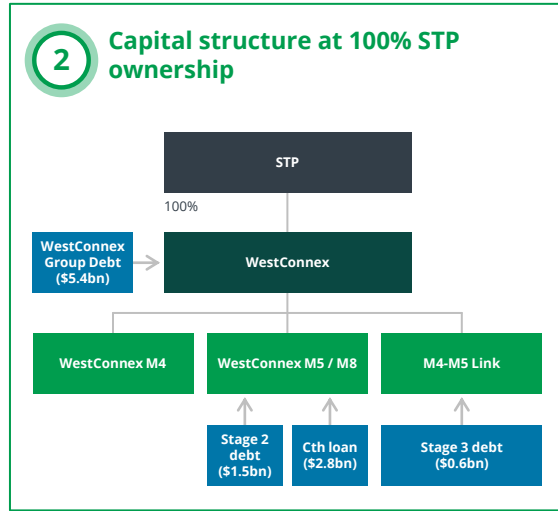 2
Capital structure at 100% STP
ownership
STP
100%
WestConnex
Group Debt
($5.4bn)
WestConnex
WestConnex M4
WestConnex M5 / M8
M4-M5 Link
Stage 2
debt
($1.5bn)
Cth loan
($2.8bn)
Stage 3 debt
($0.6bn)